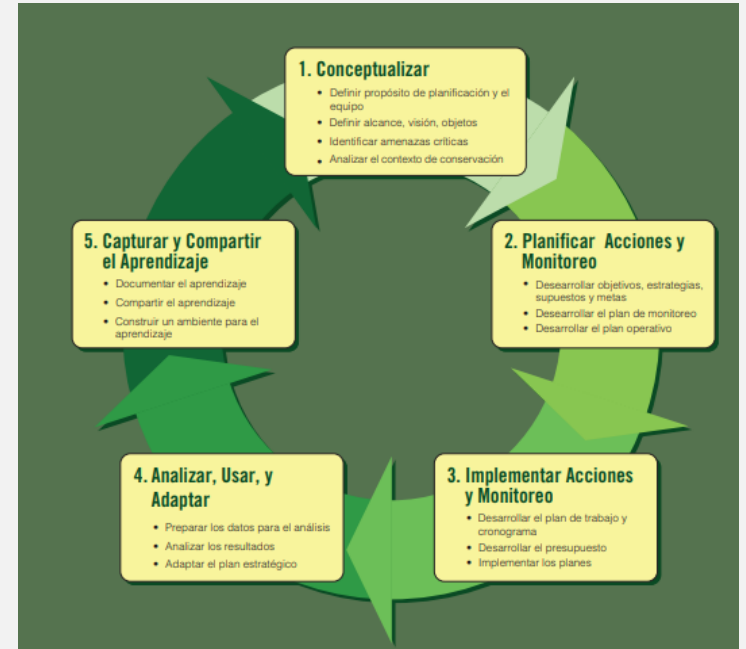 1. Conceptualizar
• Definir propósito de planificación y el
equipo
• Definir alcance, visión, objetos
• Identificar amenazas críticas
• Analizar el contexto de conservación
2. Planificar Acciones y
Monitoreo
• Desearrollar objetivos, estrategias,
supuestos y metas
• Desearrollar el plan de monitoreo
• Desarrollar el plan operativo
3. Implementar Acciones
y Monitoreo
• Desarrollar el plan de trabajo y
cronograma
• Desarrollar el presupuesto
• Implementar los planes
4. Analizar, Usar, y
Adaptar
• Preparar los datos para el análisis
• Analizar los resultados
• Adaptar el plan estratégico
5. Capturar y Compartir
el Aprendizaje
• Documentar el aprendizaje
• Compartir el aprendizaje
• Construir un ambiente para el
aprendizaje